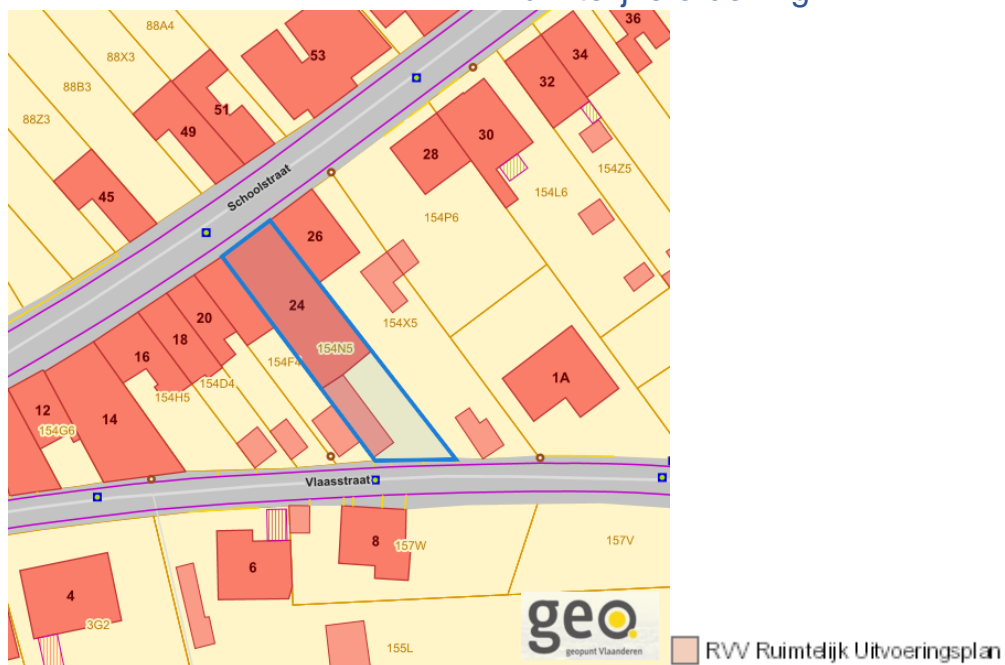 88A4
36
88X3
53
34
32
88B3
51
88Z3
49
30
28
154Z5
Schoolstraat
45
154L6
154P6
26
24
154X5
20
154N5
18
154F4
16
154D4
1A
154H5
12
14
154G6
Vlaasstraat
8
157W
157V
6
4
3G2
geo.
geopunt Vlaanderen
155L
RVV Ruimtelijk Uitvoeringsplan